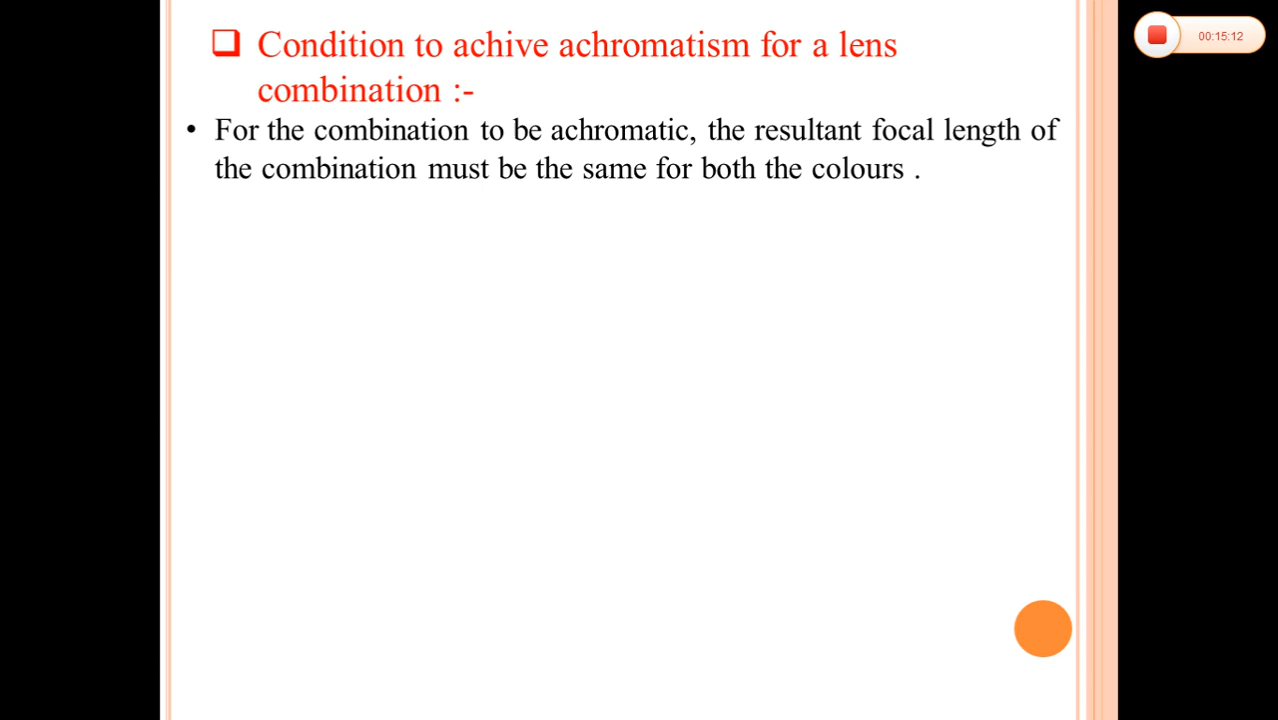 Condition to achive achromatism for a lens
combination :-
• For the combination to be achromatic, the resultant focal length of
the combination must be the same for both the colours .
00:15:12